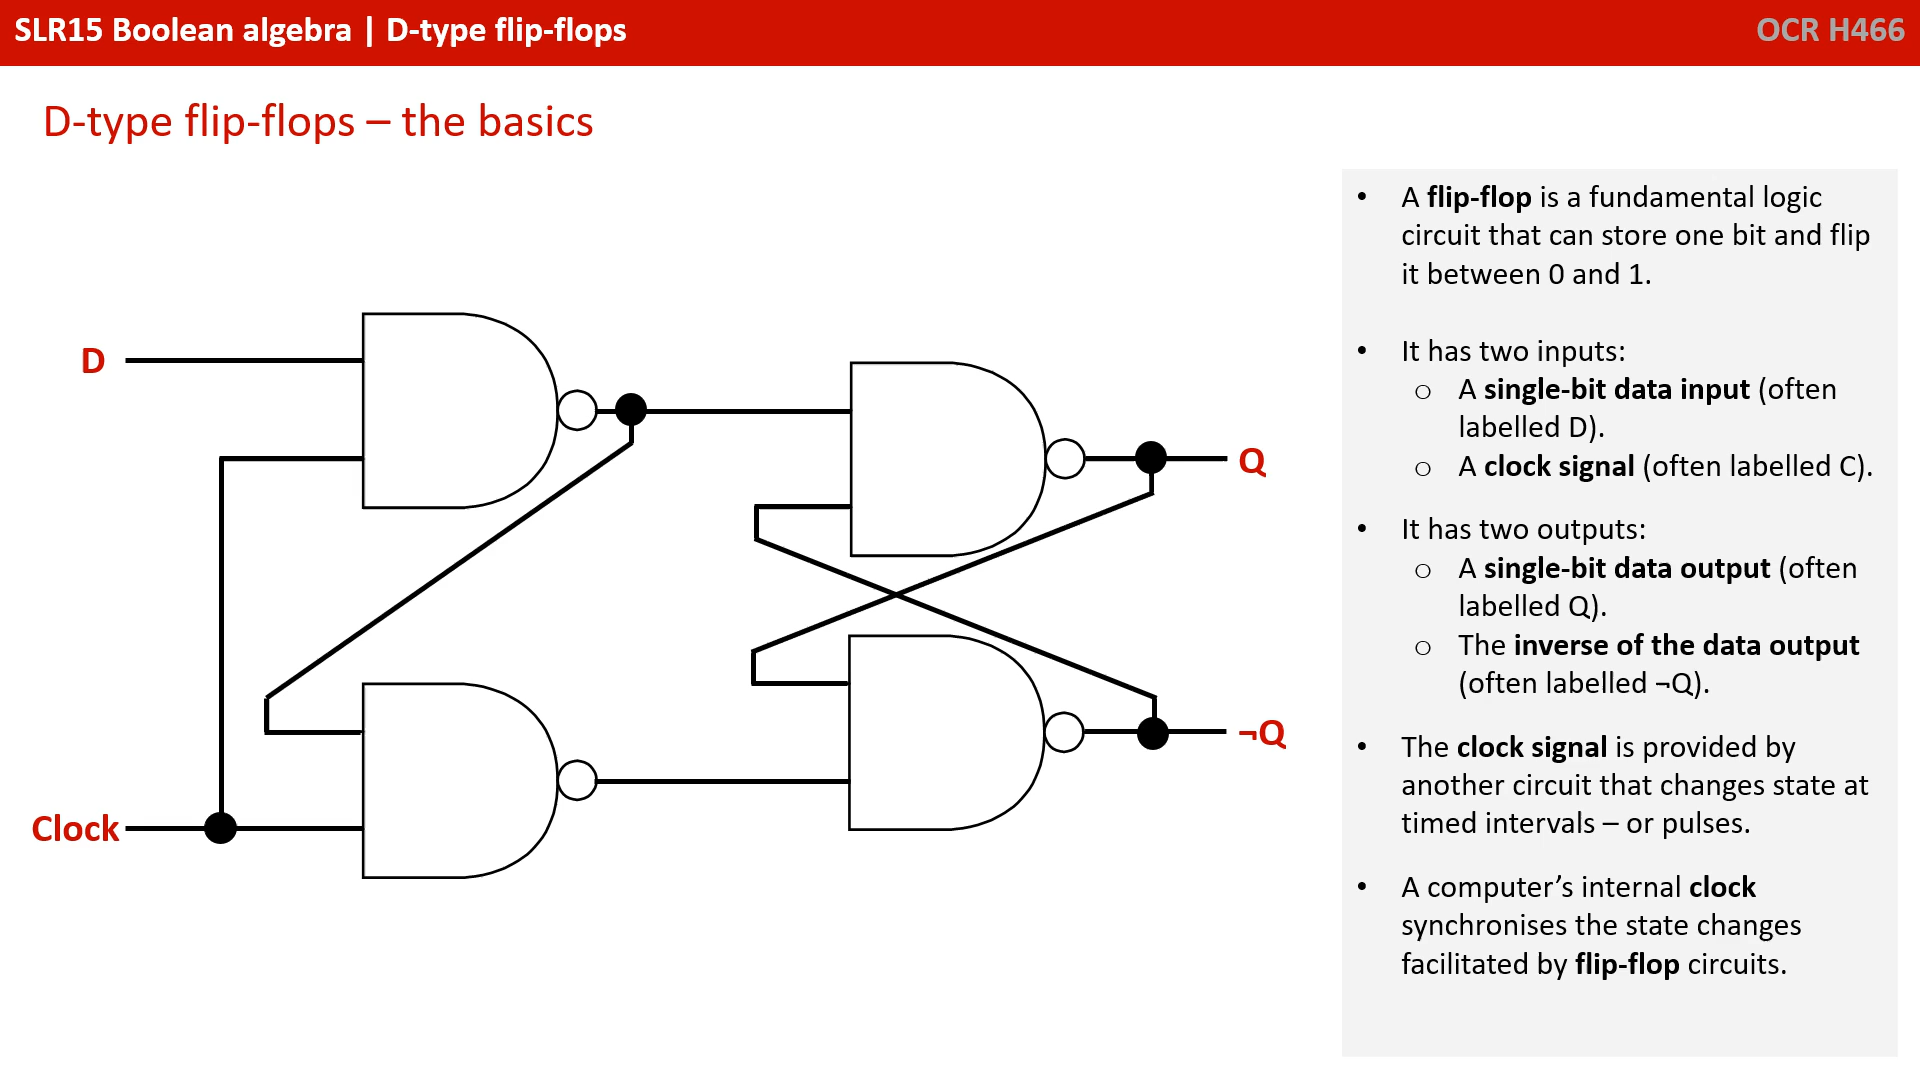 SLR15 Boolean algebra | D-type flip-flops
OCR H466
D-type flip-flops – the basics
D
Clock
Q
¬Q
• A flip-flop is a fundamental logic
circuit that can store one bit and flip
it between 0 and 1.
• It has two inputs:
o A single-bit data input (often
labelled D).
o A clock signal (often labelled C).
• It has two outputs:
o A single-bit data output (often
labelled Q).
o The inverse of the data output
(often labelled ¬Q).
• The clock signal is provided by
another circuit that changes state at
timed intervals – or pulses.
• A computer’s internal clock
synchronises the state changes
facilitated by flip-flop circuits.